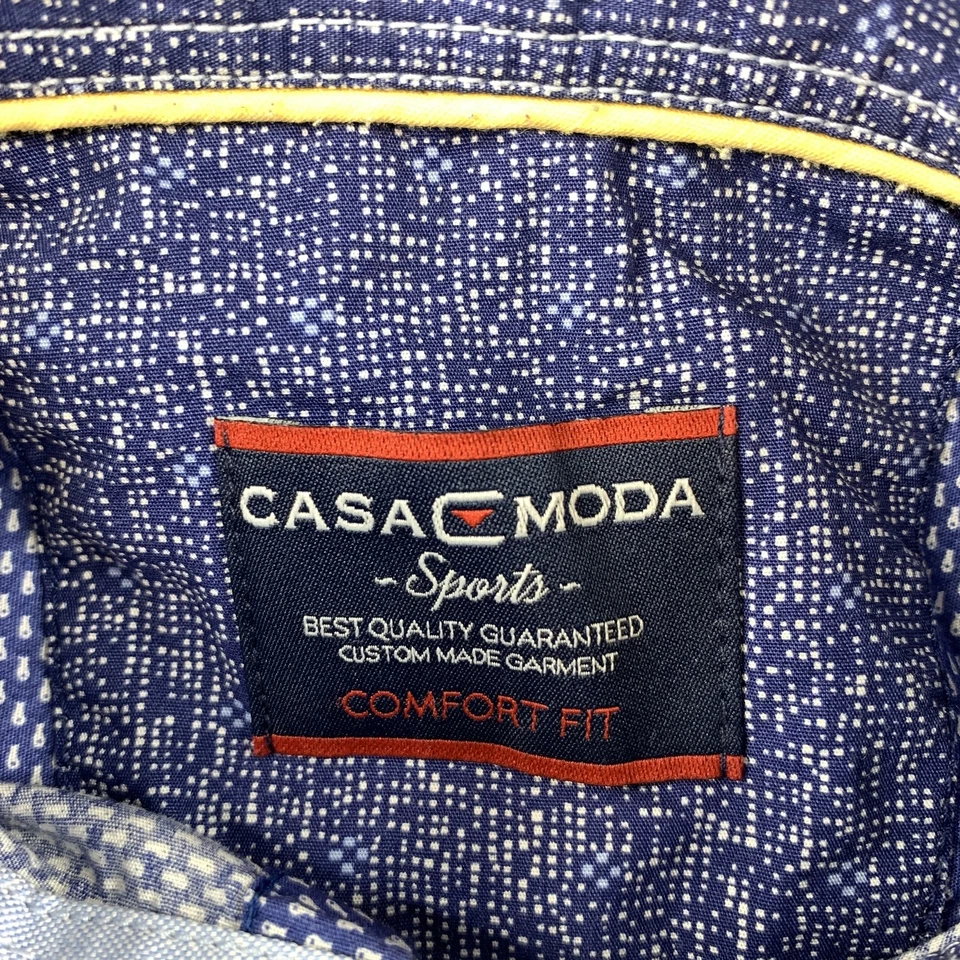 CASA MODA
Sports
BEST QUALITY GUARANTEED
CUSTOM MADE GARMENT
COMFORT FIT